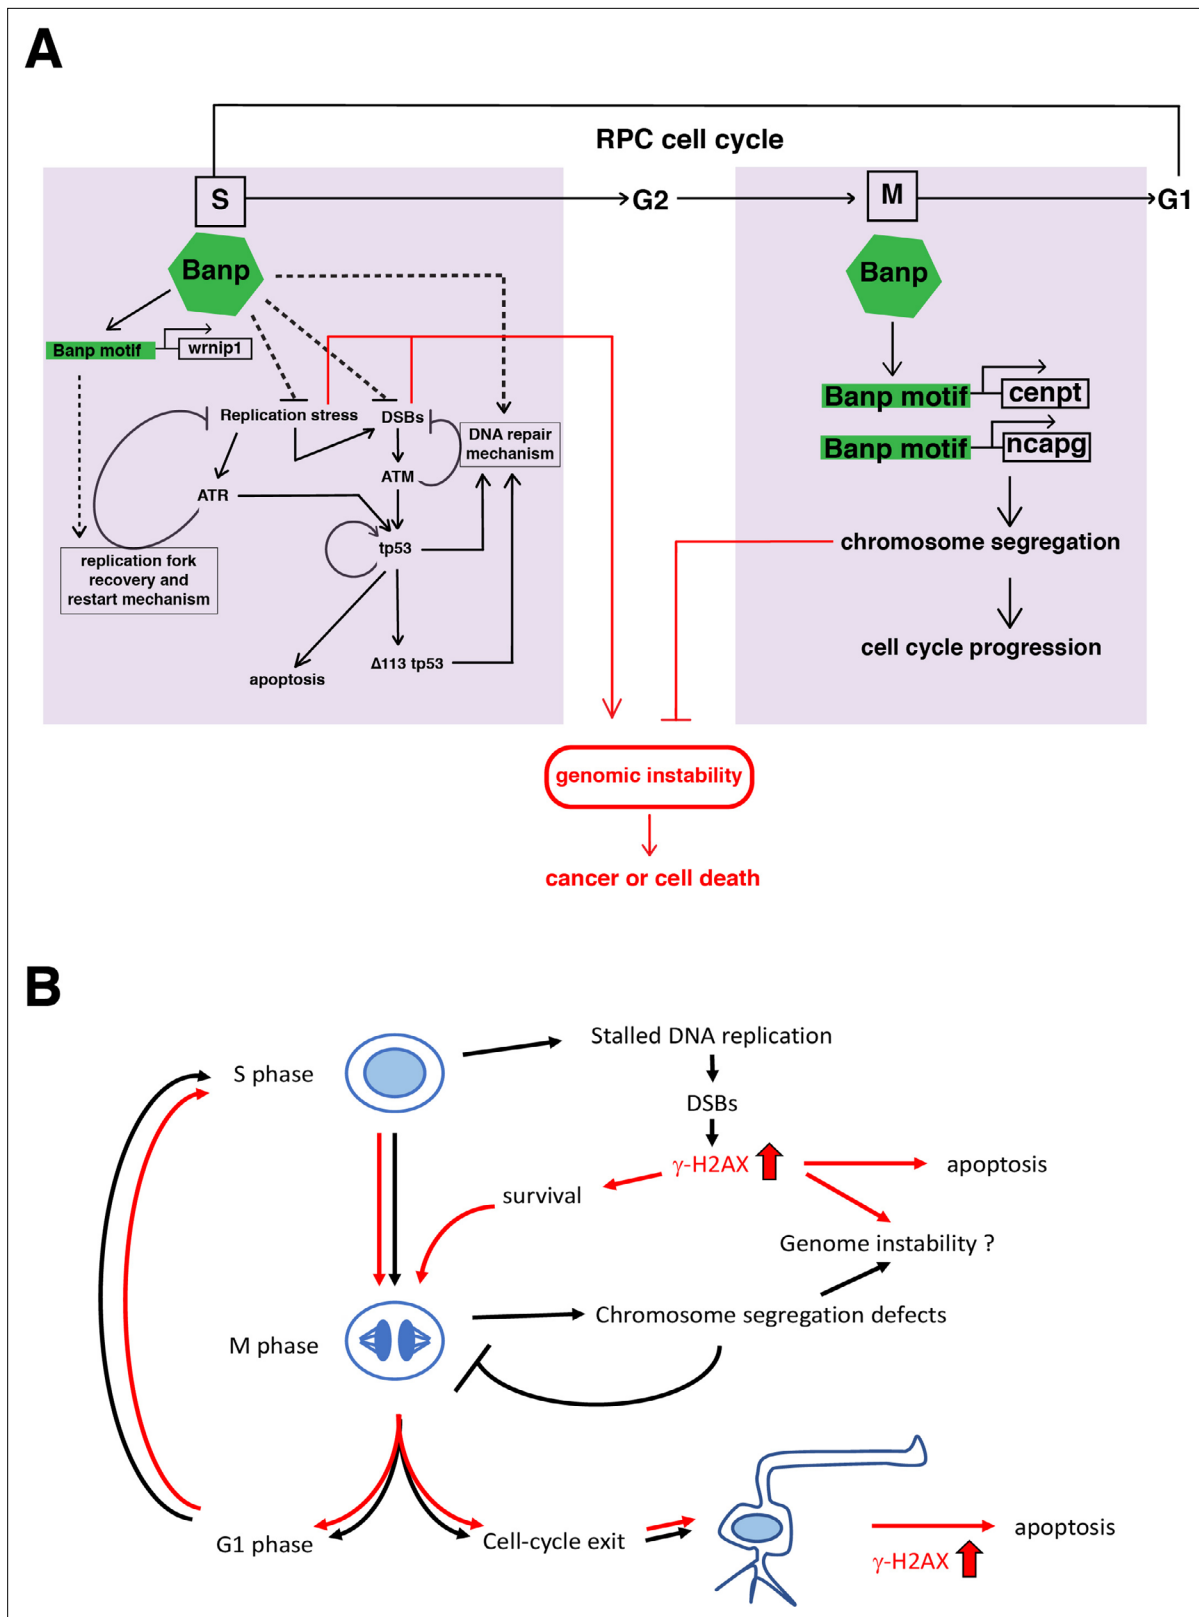 A
RPC cell cycle
S
G2
M
G1
Banp
Banp
Banp motif
wrnip1
Banp motif
cenpt
Replication stress
DSBs
DNA repair
mechanism
Banp motif
ncapg
ATM
ATR
tp53
chromosome segregation
replication fork
recovery and
restart mechanism
cell cycle progression
Δ113 tp53
apoptosis
genomic instability
cancer or cell death
B
Stalled DNA replication
S phase
DSBs
γ-H2AX
apoptosis
survival
Genome instability ?
Chromosome segregation defects
M phase
G1 phase
Cell-cycle exit
apoptosis
γ-H2AX